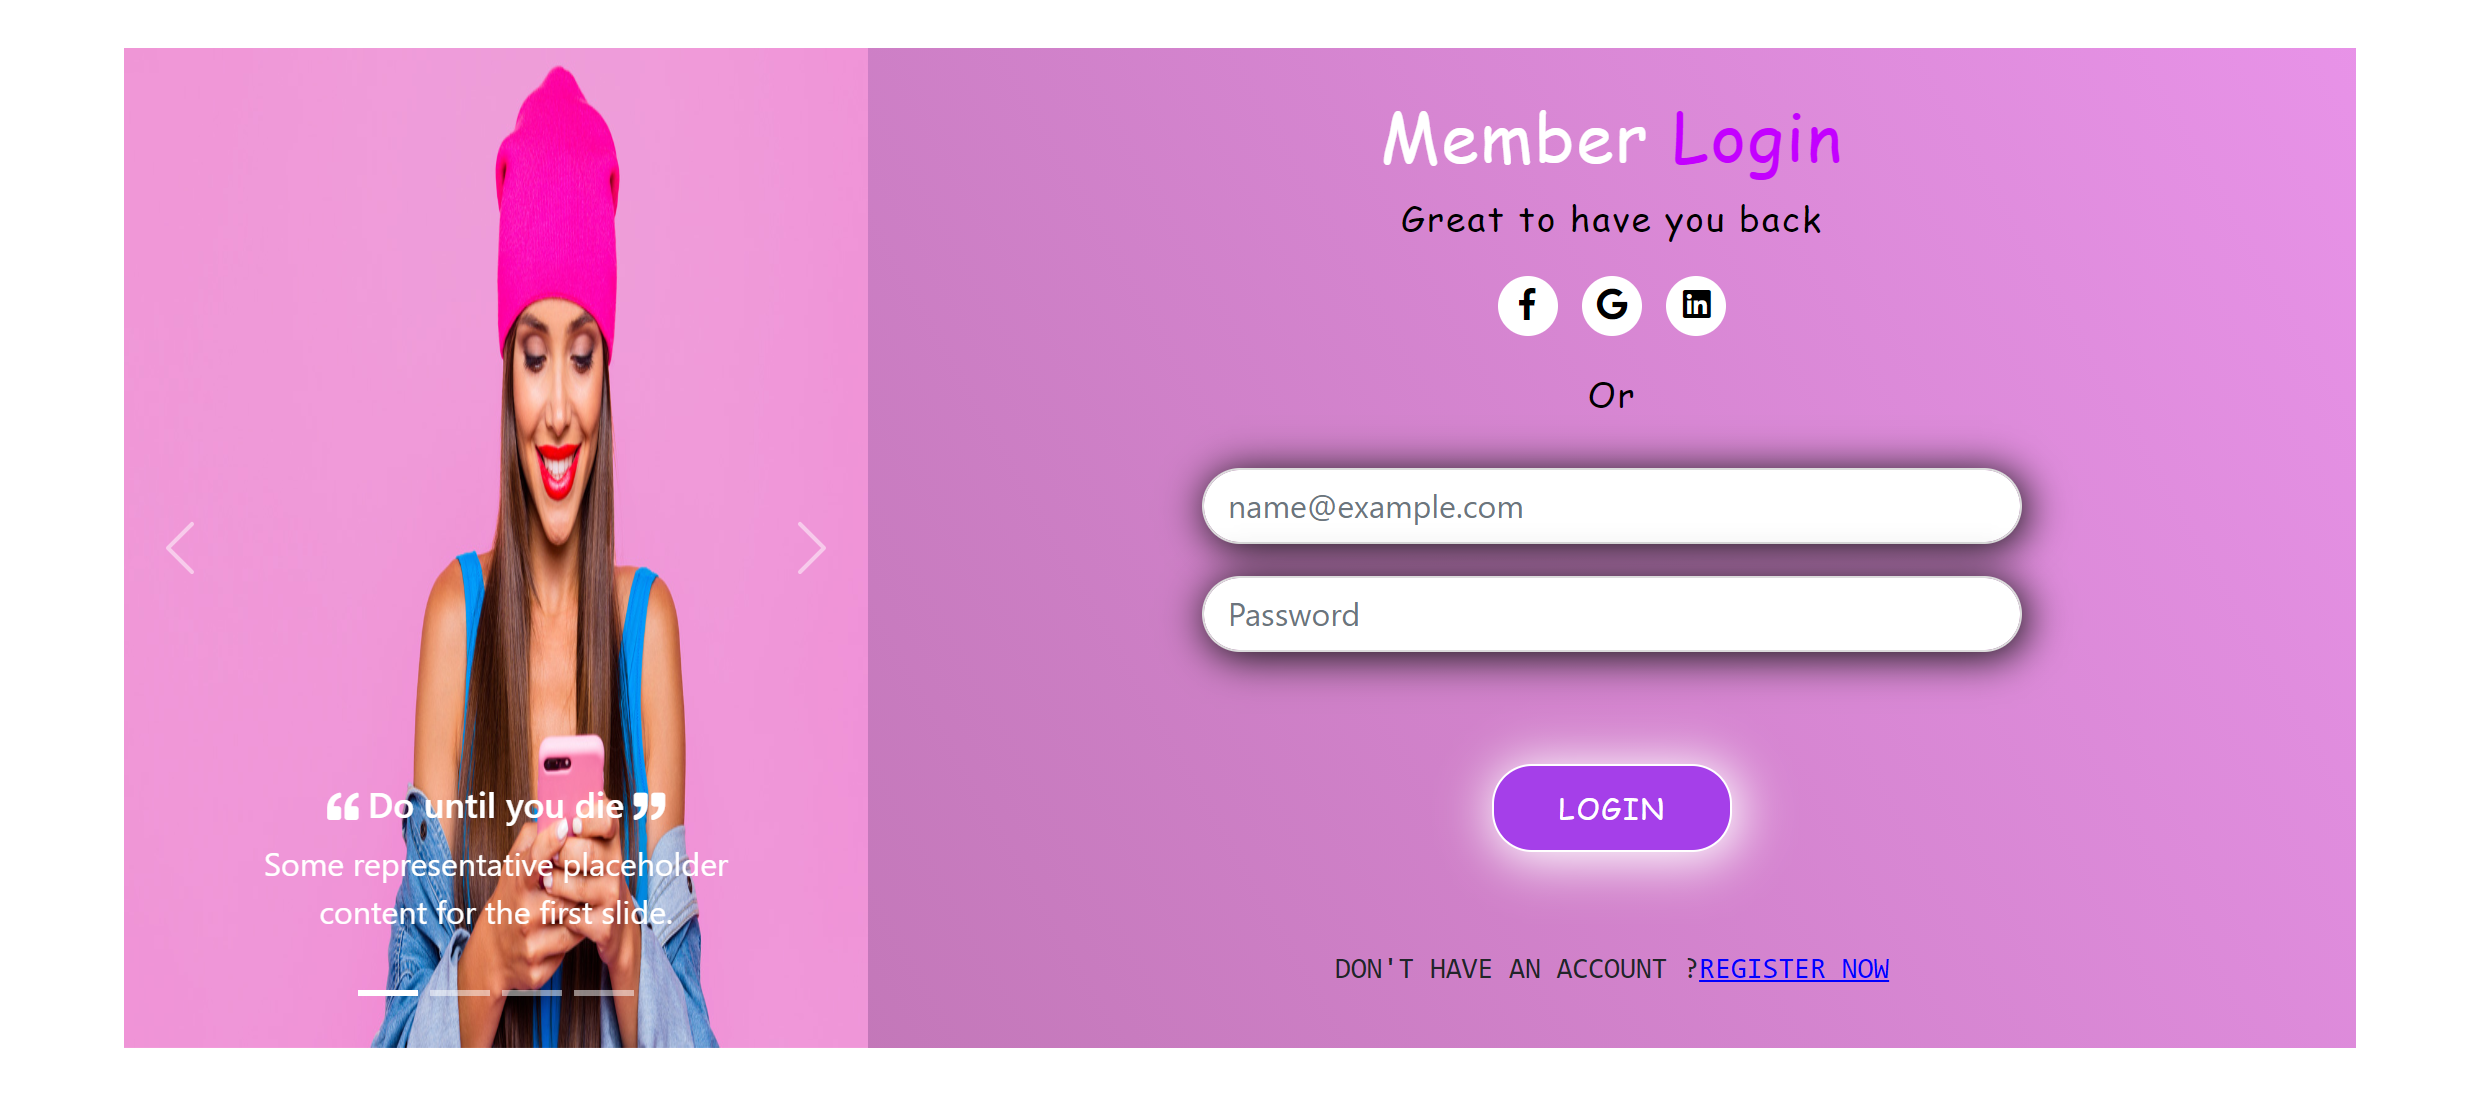 ❝ Do until you die ❞
Some representative placeholder
content for the first slide.
Member Login
Great to have you back
f G in
Or
name@example.com
Password
LOGIN
DON'T HAVE AN ACCOUNT ?REGISTER NOW